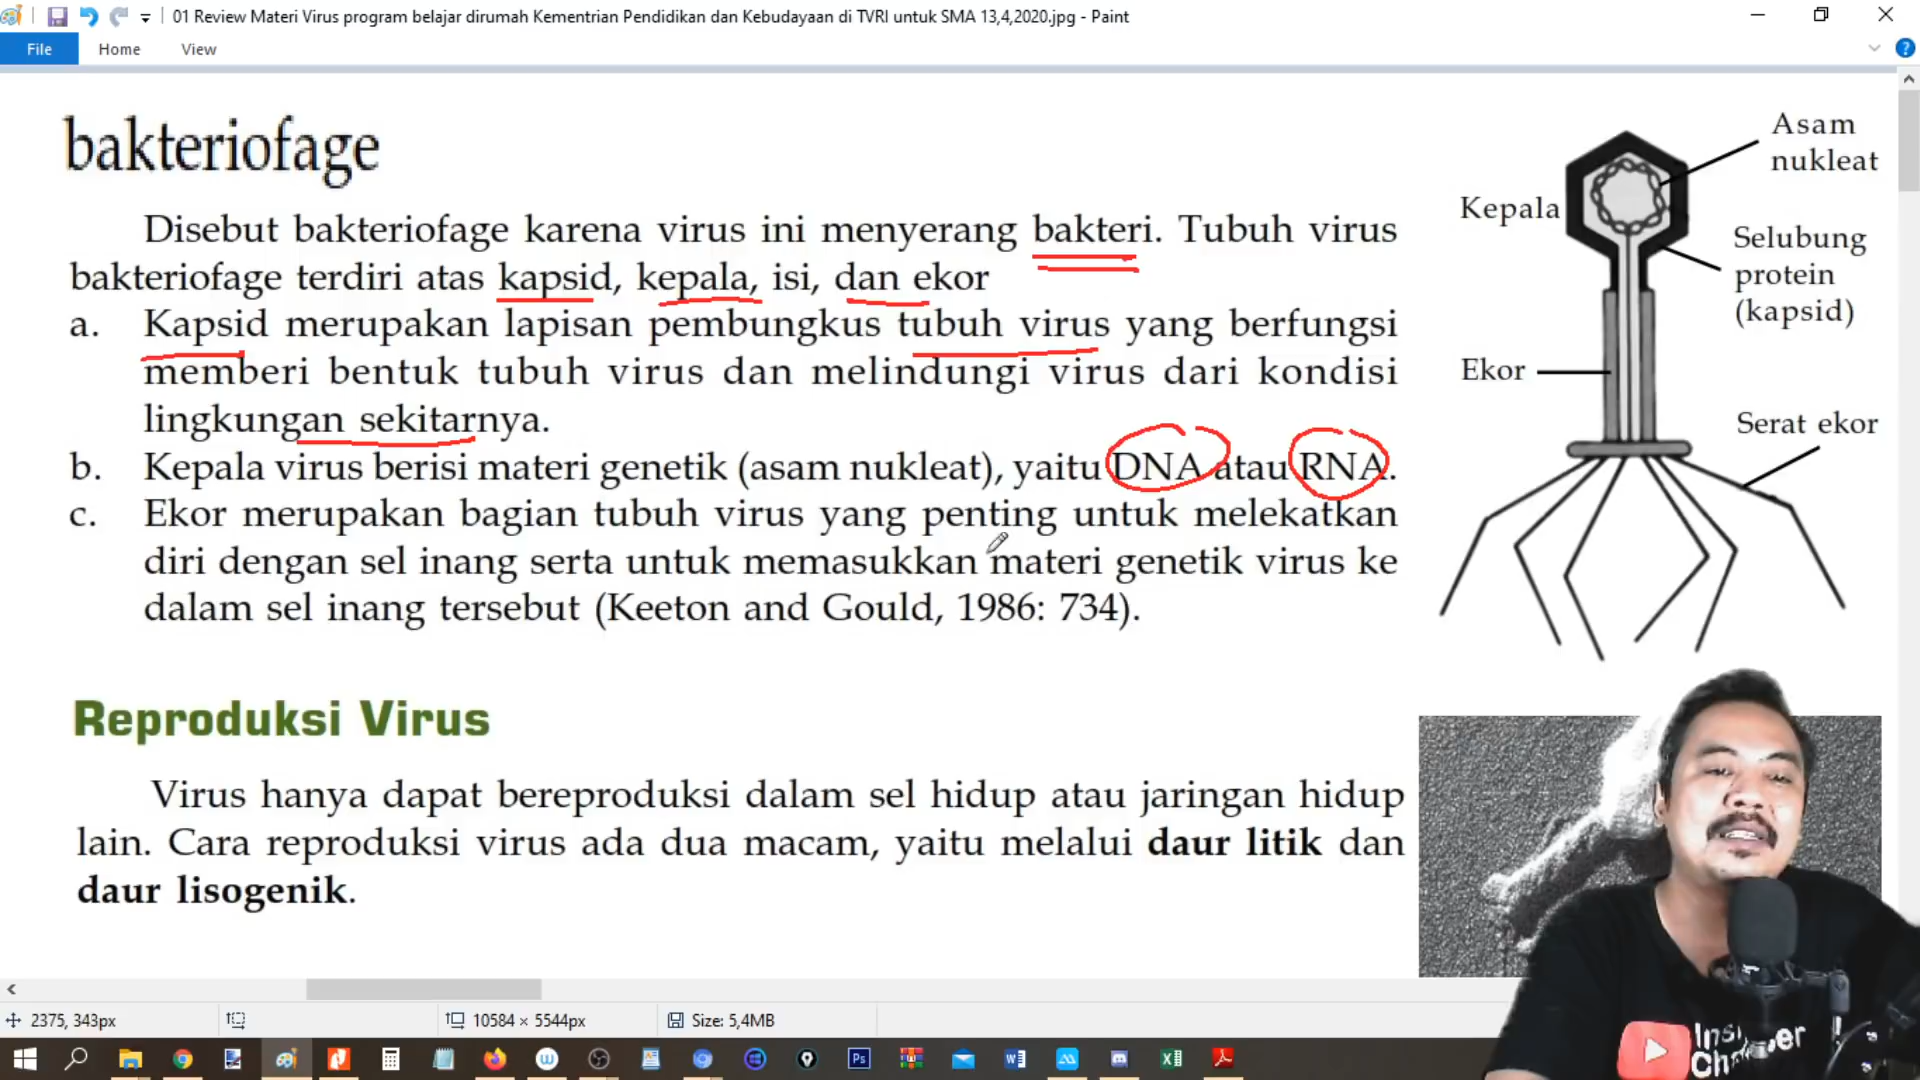 01 Review Materi Virus program belajar dirumah Kementrian Pendidikan dan Kebudayaan di TVRI untuk SMA 13,4,2020.jpg - Paint
File Home View
bakteriofage
Disebut bakteriofage karena virus ini menyerang bakteri. Tubuh virus
bakteriofage terdiri atas kapsid, kepala, isi, dan ekor
a. Kapsid merupakan lapisan pembungkus tubuh virus yang berfungsi
memberi bentuk tubuh virus dan melindungi virus dari kondisi
lingkungan sekitarnya.
b. Kepala virus berisi materi genetik (asam nukleat), yaitu DNA atau RNA.
c. Ekor merupakan bagian tubuh virus yang penting untuk melekatkan
diri dengan sel inang serta untuk memasukkan materi genetik virus ke
dalam sel inang tersebut (Keeton and Gould, 1986: 734).
Asam
nukleat
Kepala
Selubung
protein
(kapsid)
Ekor
Serat ekor
Reproduksi Virus
Virus hanya dapat bereproduksi dalam sel hidup atau jaringan hidup
lain. Cara reproduksi virus ada dua macam, yaitu melalui daur litik dan
daur lisogenik.
2375, 343px
10584 × 5544px
Size: 5,4MB
Ps